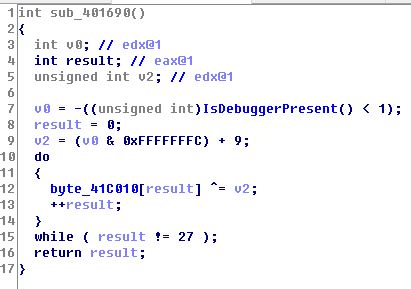 1 int sub_401690()
2 {
3   int v0; // edx@1
4   int result; // eax@1
5   unsigned int v2; // edx@1
6
7   v0 = -((unsigned int)IsDebuggerPresent() < 1);
8   result = 0;
9   v2 = (v0 & 0xFFFFFFFC) + 9;
10   do
11   {
12     byte_41C010[result] ^= v2;
13     ++result;
14   }
15   while ( result != 27 );
16   return result;
17 }